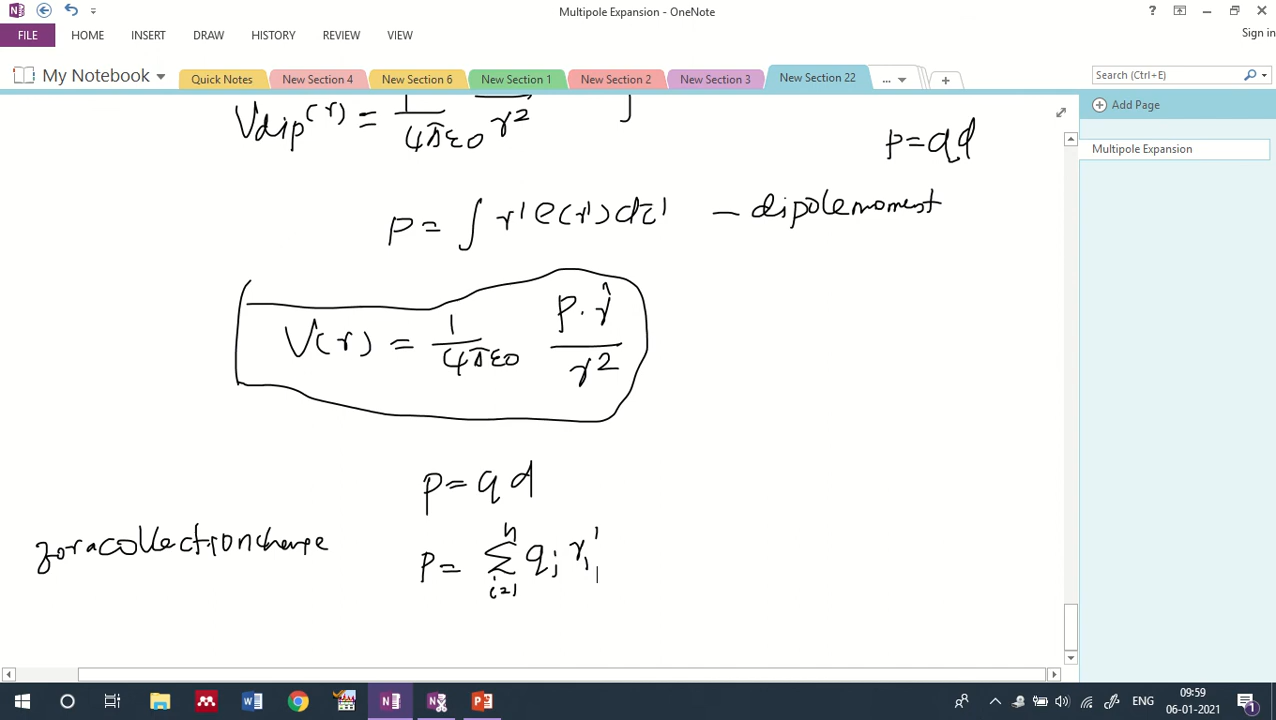 Multipole Expansion - OneNote
?
Sign in
FILE HOME INSERT DRAW HISTORY REVIEW VIEW
My Notebook Quick Notes New Section 4 New Section 6 New Section 1 New Section 2 New Section 3 New Section 22 ...
Search (Ctrl+E)
Add Page
Multipole Expansion
Vdip(r) = 1/4πε0 r²
P=qd
P = ∫ r' ρ(r') dτ' — dipole moment
V(r) = 1/4πε0 P·r̂/r²
P = q d
for a collection charge P = Σ i=1 n qi ri'
ENG
09:59
06-01-2021
1